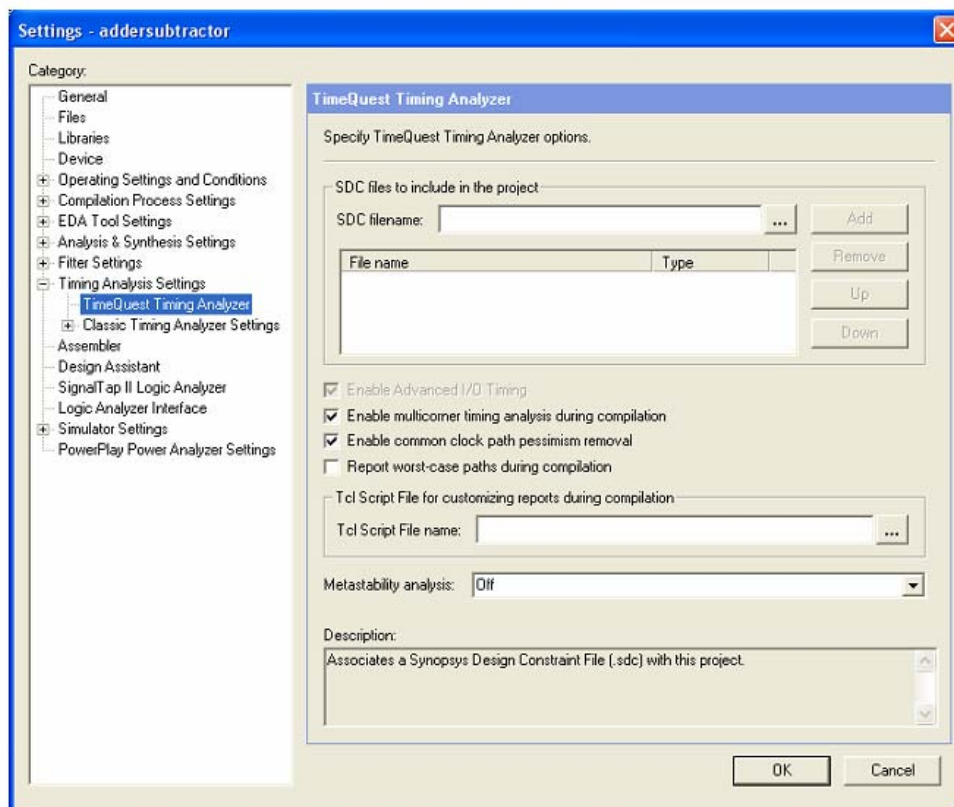 Settings - addersubtractor
Category:
General
Files
Libraries
Device
Operating Settings and Conditions
Compilation Process Settings
EDA Tool Settings
Analysis & Synthesis Settings
Fitter Settings
Timing Analysis Settings
TimeQuest Timing Analyzer
Classic Timing Analyzer Settings
Assembler
Design Assistant
SignalTap II Logic Analyzer
Logic Analyzer Interface
Simulator Settings
PowerPlay Power Analyzer Settings
TimeQuest Timing Analyzer
Specify TimeQuest Timing Analyzer options.
SDC files to include in the project
SDC filename:
...
Add
File name Type
Remove
Up
Down
Enable Advanced I/O Timing
Enable multicorner timing analysis during compilation
Enable common clock path pessimism removal
Report worst-case paths during compilation
Tcl Script File for customizing reports during compilation
Tcl Script File name:
...
Metastability analysis: Off
Description:
Associates a Synopsys Design Constraint File (.sdc) with this project.
OK Cancel